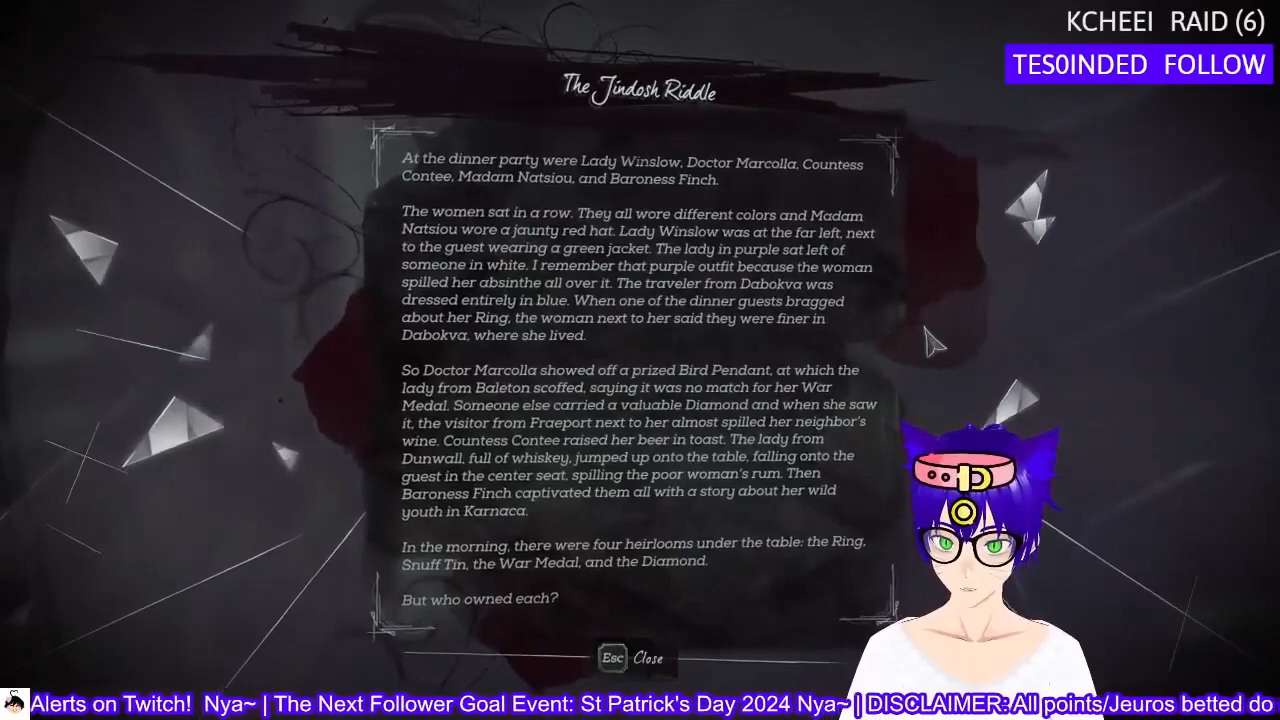 KCHEEI RAID (6)
TES0INDED FOLLOW
The Jindosh Riddle
At the dinner party were Lady Winslow, Doctor Marcolla, Countess
Contee, Madam Natsiou, and Baroness Finch.
The women sat in a row. They all wore different colors and Madam
Natsiou wore a jaunty red hat. Lady Winslow was at the far left, next
to the guest wearing a green jacket. The lady in purple sat left of
someone in white. I remember that purple outfit because the woman
spilled her absinthe all over it. The traveler from Dabokva was
dressed entirely in blue. When one of the dinner guests bragged
about her Ring, the woman next to her said they were finer in
Dabokva, where she lived.
So Doctor Marcolla showed off a prized Bird Pendant, at which the
lady from Baleton scoffed, saying it was no match for her War
Medal. Someone else carried a valuable Diamond and when she saw
it, the visitor from Fraeport next to her almost spilled her neighbor's
wine. Countess Contee raised her beer in toast. The lady from
Dunwall, full of whiskey, jumped up onto the table, falling onto the
guest in the center seat, spilling the poor woman's rum. Then
Baroness Finch captivated them all with a story about her wild
youth in Karnaca.
In the morning, there were four heirlooms under the table: the Ring,
Snuff Tin, the War Medal, and the Diamond.
But who owned each?
Esc Close
Alerts on Twitch! Nya~ | The Next Follower Goal Event: St Patrick's Day 2024 Nya~ | DISCLAIMER: All points/Jeuros betted do